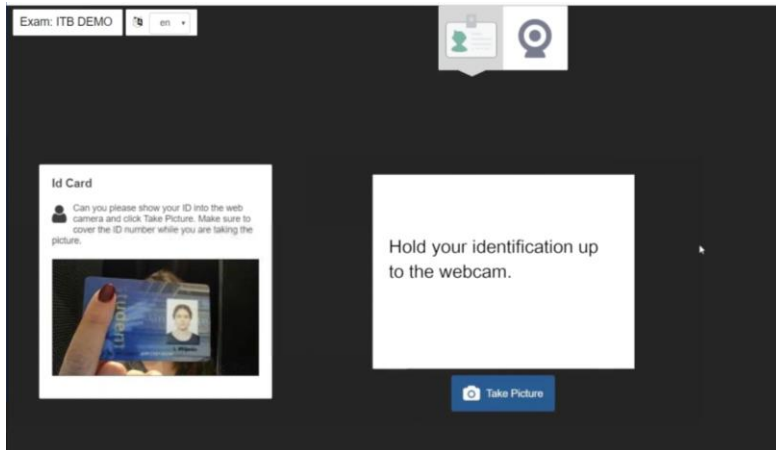 Exam: ITB DEMO
en
Id Card
Can you please show your ID into the web
camera and click Take Picture. Make sure to
cover the ID number while you are taking the
picture.
Hold your identification up
to the webcam.
Take Picture